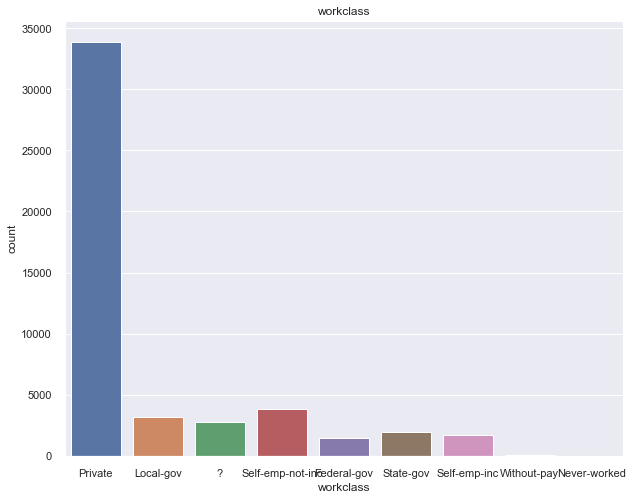 workclass
35000
30000
25000
20000
15000
10000
5000
0
count
Private Local-gov ? Self-emp-not-inc Federal-gov State-gov Self-emp-inc Without-pay Never-worked
workclass